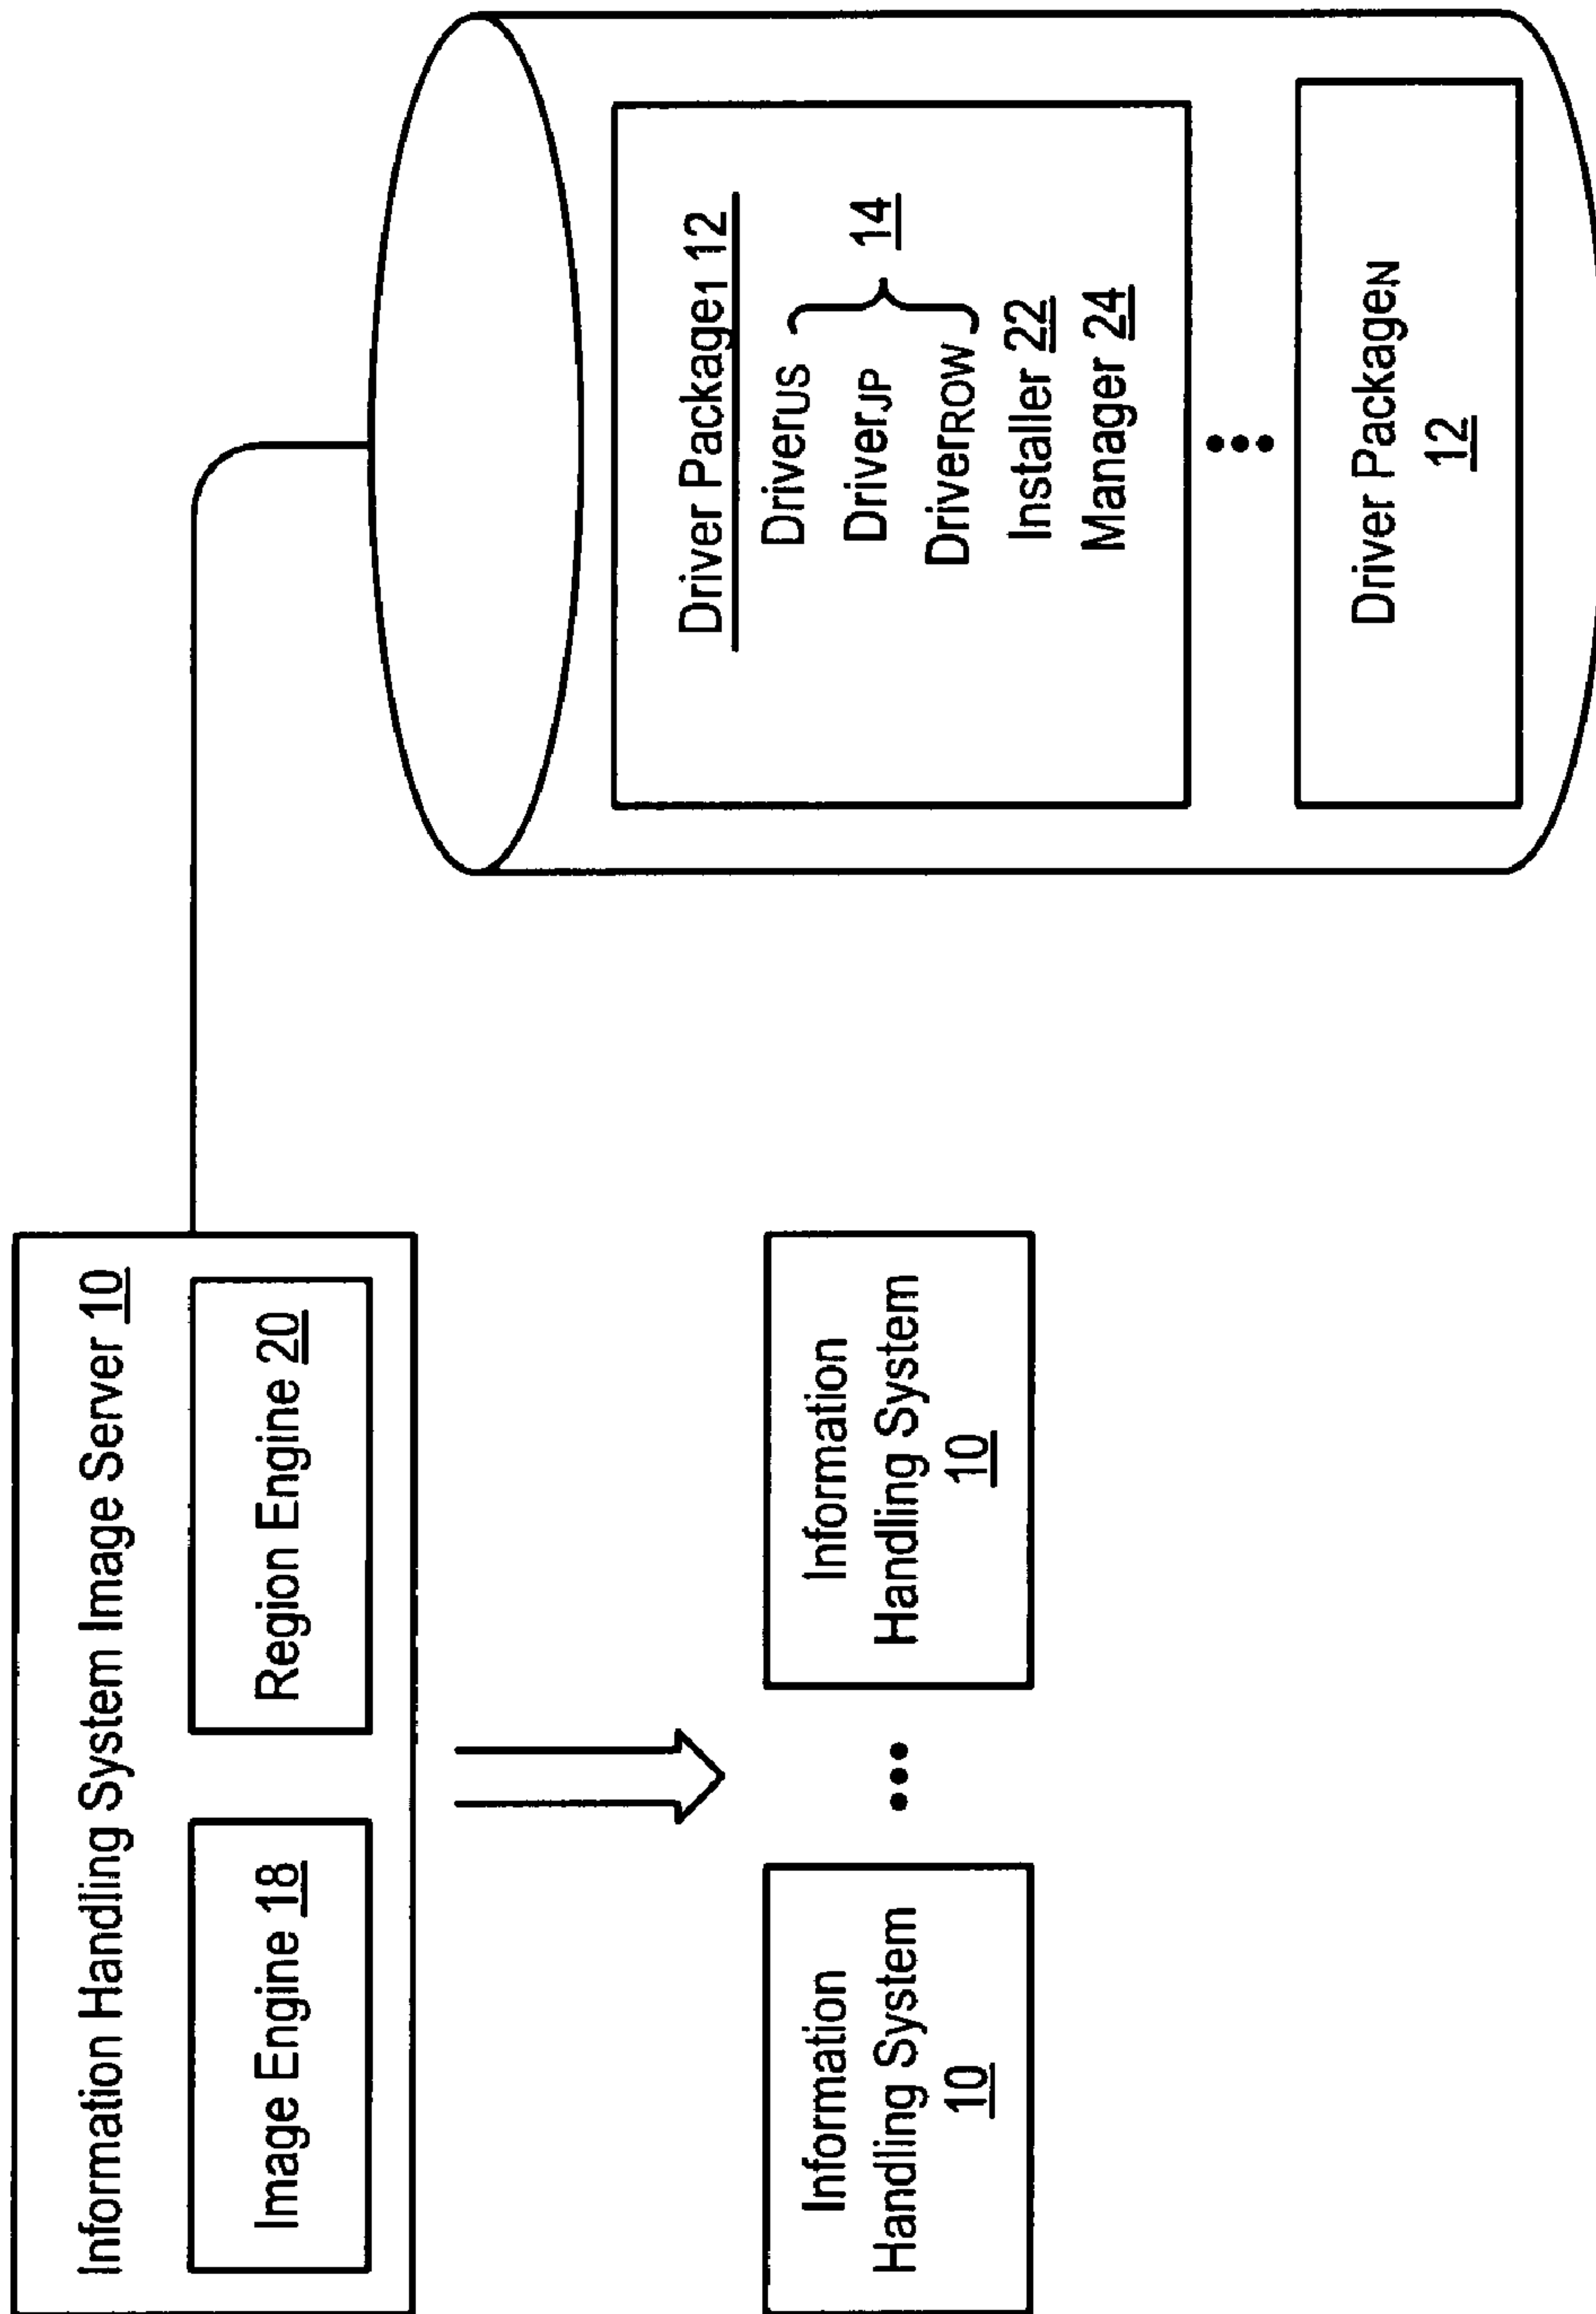 Information Handling System Image Server 10
Image Engine 18
Region Engine 20
Information
Handling System
10
Information
Handling System
10
Driver Package1 12
DriverUS
DriverJP
DriverROW
14
Installer 22
Manager 24
Driver PackageN
12